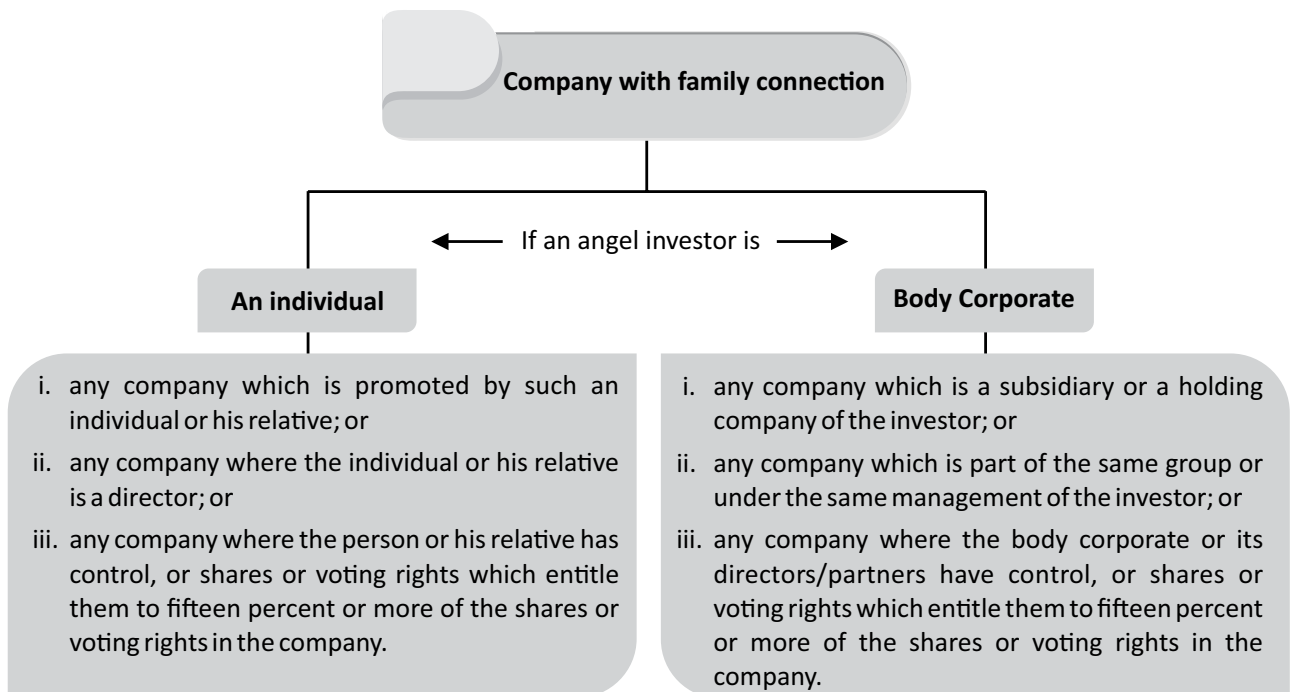 Company with family connection
If an angel investor is
An individual
i. any company which is promoted by such an
individual or his relative; or
ii. any company where the individual or his relative
is a director; or
iii. any company where the person or his relative has
control, or shares or voting rights which entitle
them to fifteen percent or more of the shares or
voting rights in the company.
Body Corporate
i. any company which is a subsidiary or a holding
company of the investor; or
ii. any company which is part of the same group or
under the same management of the investor; or
iii. any company where the body corporate or its
directors/partners have control, or shares or
voting rights which entitle them to fifteen percent
or more of the shares or voting rights in the
company.